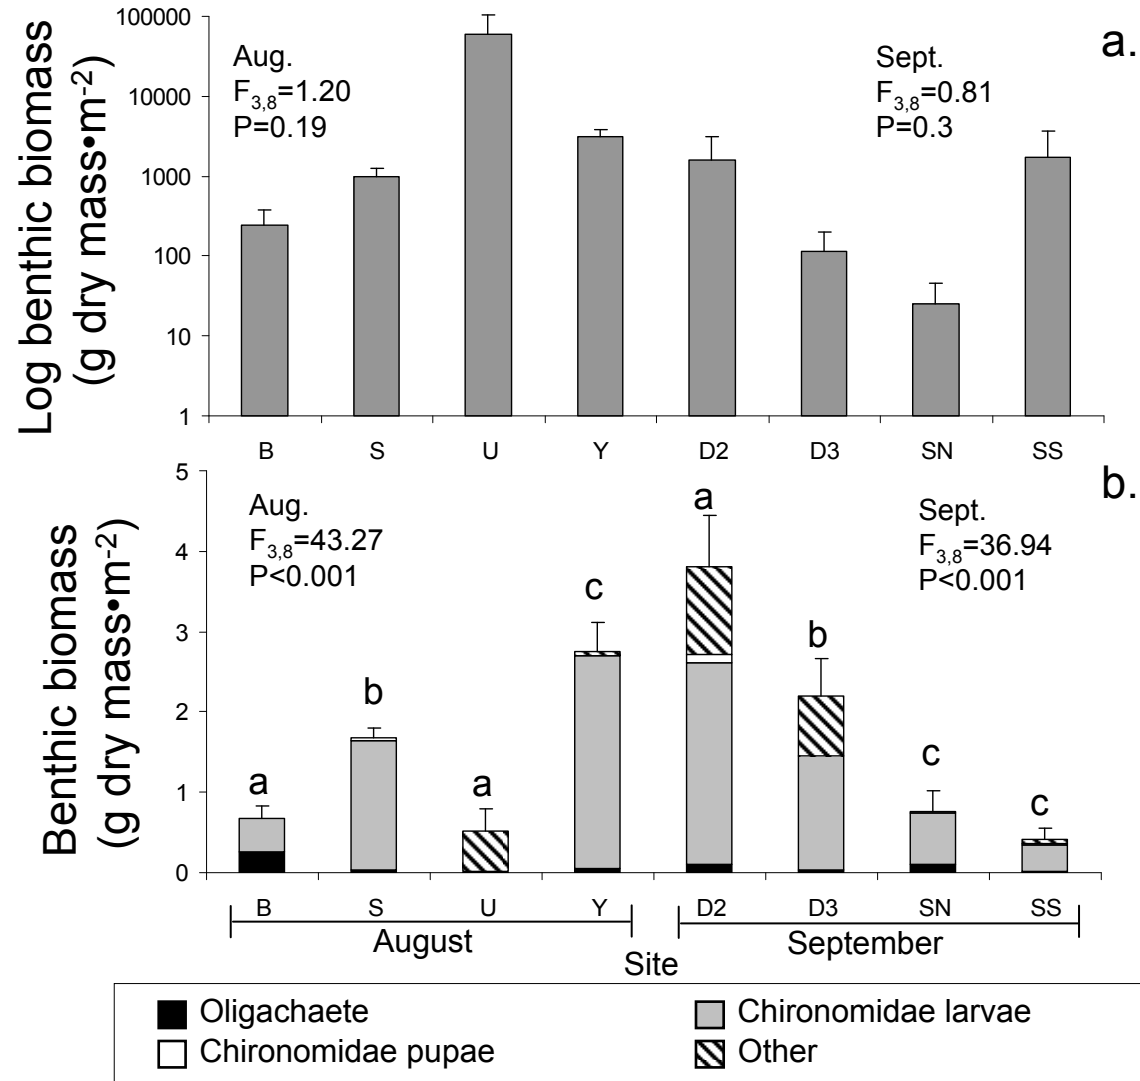 a.
Log benthic biomass
(g dry mass•m-2)
100000
10000
1000
100
10
1
Aug.
F3,8=1.20
P=0.19
Sept.
F3,8=0.81
P=0.3
B S U Y D2 D3 SN SS
b.
Benthic biomass
(g dry mass•m-2)
5
4
3
2
1
0
Aug.
F3,8=43.27
P<0.001
Sept.
F3,8=36.94
P<0.001
a b a c a b c c
B S U Y D2 D3 SN SS
August September
Site
Oligachaete Chironomidae larvae
Chironomidae pupae Other